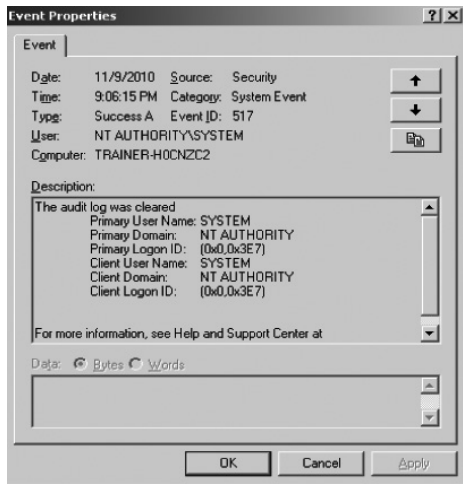 Event Properties
Event
Date: 11/9/2010 Source: Security
Time: 9:06:15 PM Category: System Event
Type: Success A Event ID: 517
User: NT AUTHORITY\SYSTEM
Computer: TRAINER-H0CNZC2
Description:
The audit log was cleared
Primary User Name: SYSTEM
Primary Domain: NT AUTHORITY
Primary Logon ID: (0x0,0x3E7)
Client User Name: SYSTEM
Client Domain: NT AUTHORITY
Client Logon ID: (0x0,0x3E7)
For more information, see Help and Support Center at
Data: Bytes Words
OK Cancel Apply